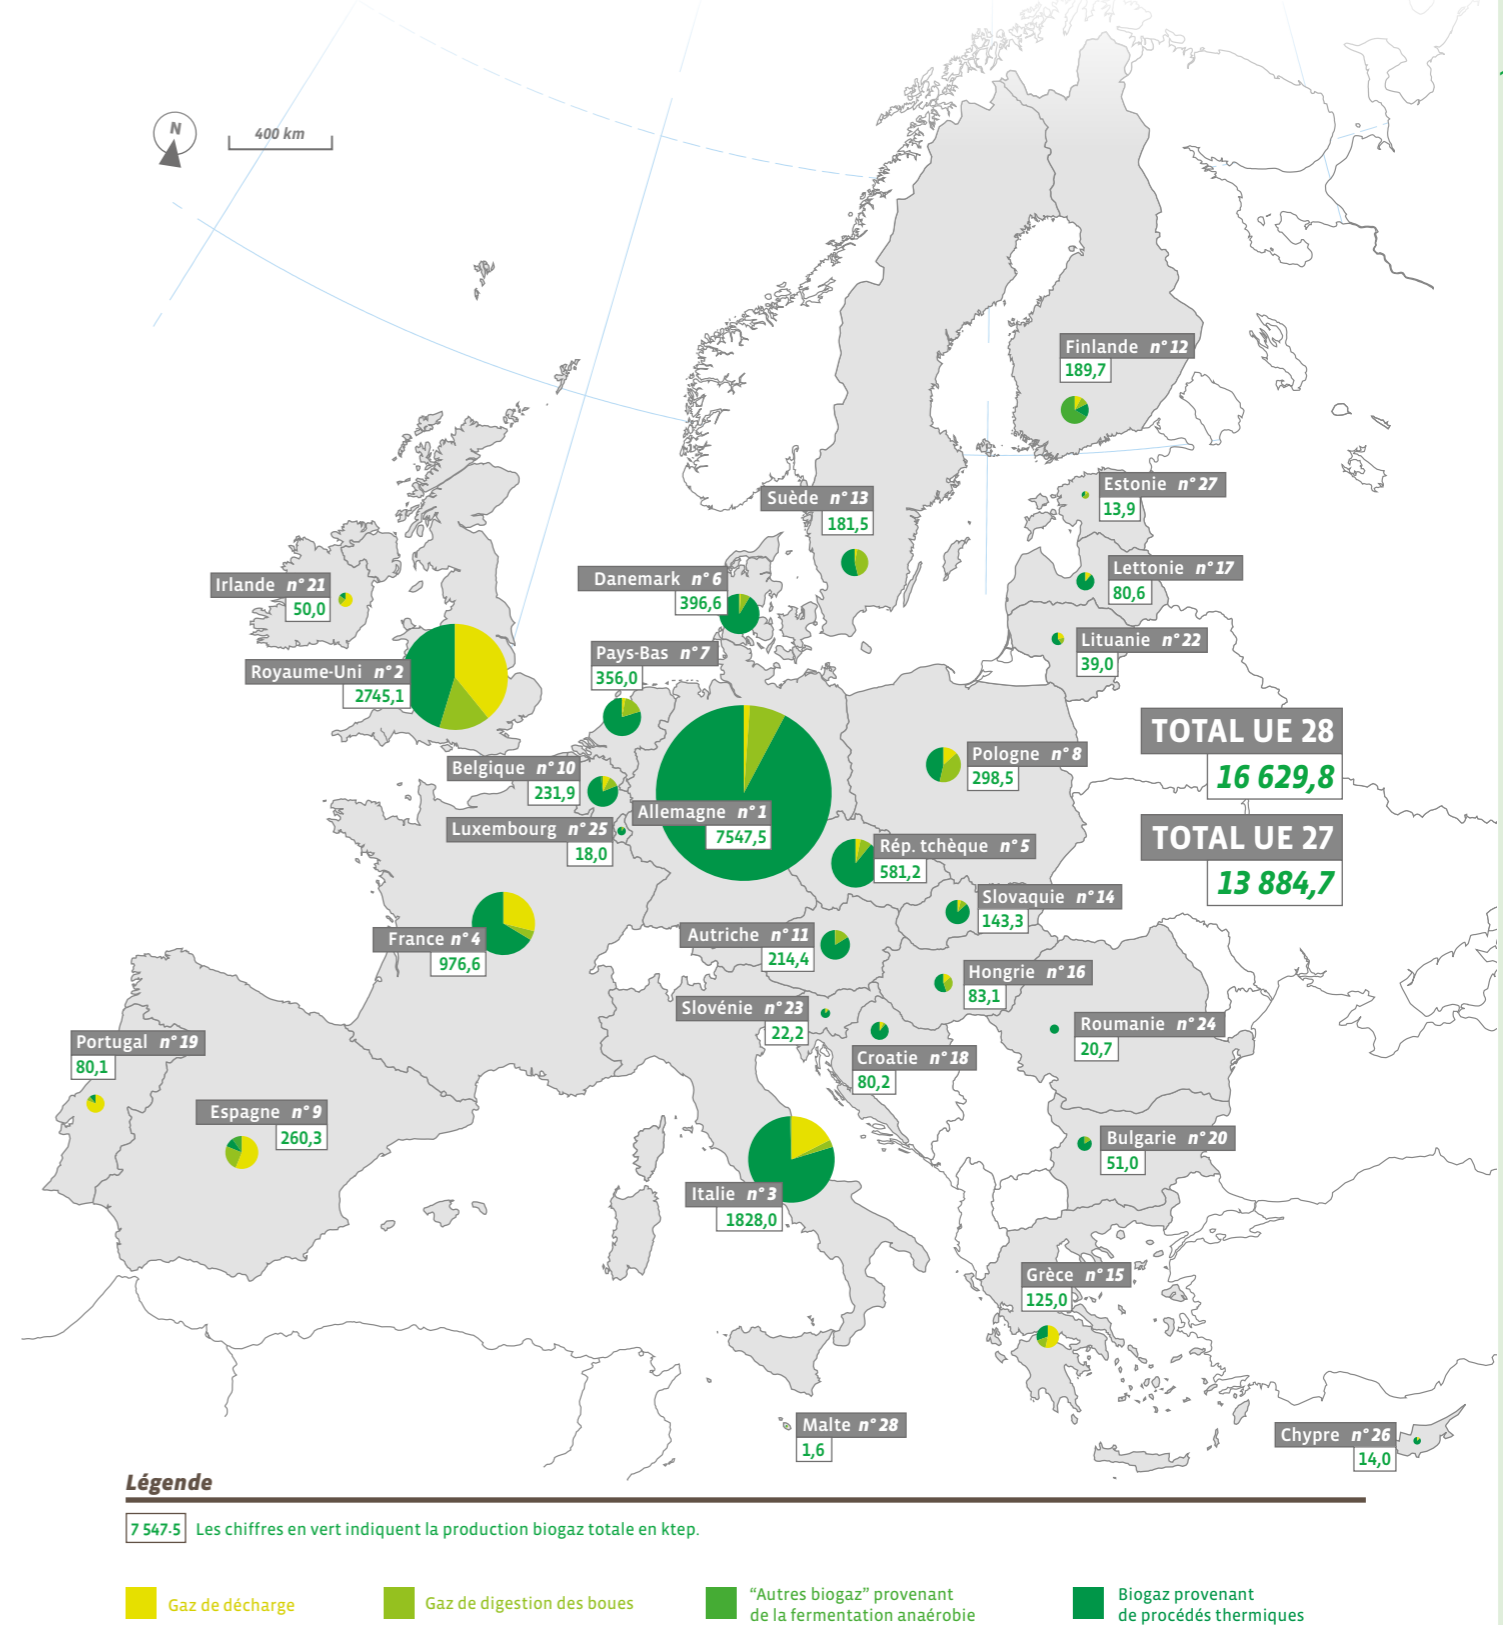 N
400 km
Finlande n° 12
189,7
Estonie n° 27
13,9
Suède n° 13
181,5
Lettonie n° 17
80,6
Danemark n° 6
396,6
Irlande n° 21
50,0
Lituanie n° 22
39,0
Pays-Bas n° 7
356,0
Royaume-Uni n° 2
2745,1
TOTAL UE 28
16 629,8
Pologne n° 8
298,5
Belgique n° 10
231,9
Allemagne n° 1
7547,5
TOTAL UE 27
13 884,7
Luxembourg n° 25
18,0
Rép. tchèque n° 5
581,2
Slovaquie n° 14
143,3
France n° 4
976,6
Autriche n° 11
214,4
Hongrie n° 16
83,1
Slovénie n° 23
22,2
Roumanie n° 24
20,7
Portugal n° 19
80,1
Croatie n° 18
80,2
Espagne n° 9
260,3
Bulgarie n° 20
51,0
Italie n° 3
1828,0
Grèce n° 15
125,0
Malte n° 28
1,6
Chypre n° 26
14,0
Légende
7 547.5 Les chiffres en vert indiquent la production biogaz totale en ktep.
Gaz de décharge
Gaz de digestion des boues
“Autres biogaz” provenant
de la fermentation anaérobie
Biogaz provenant
de procédés thermiques